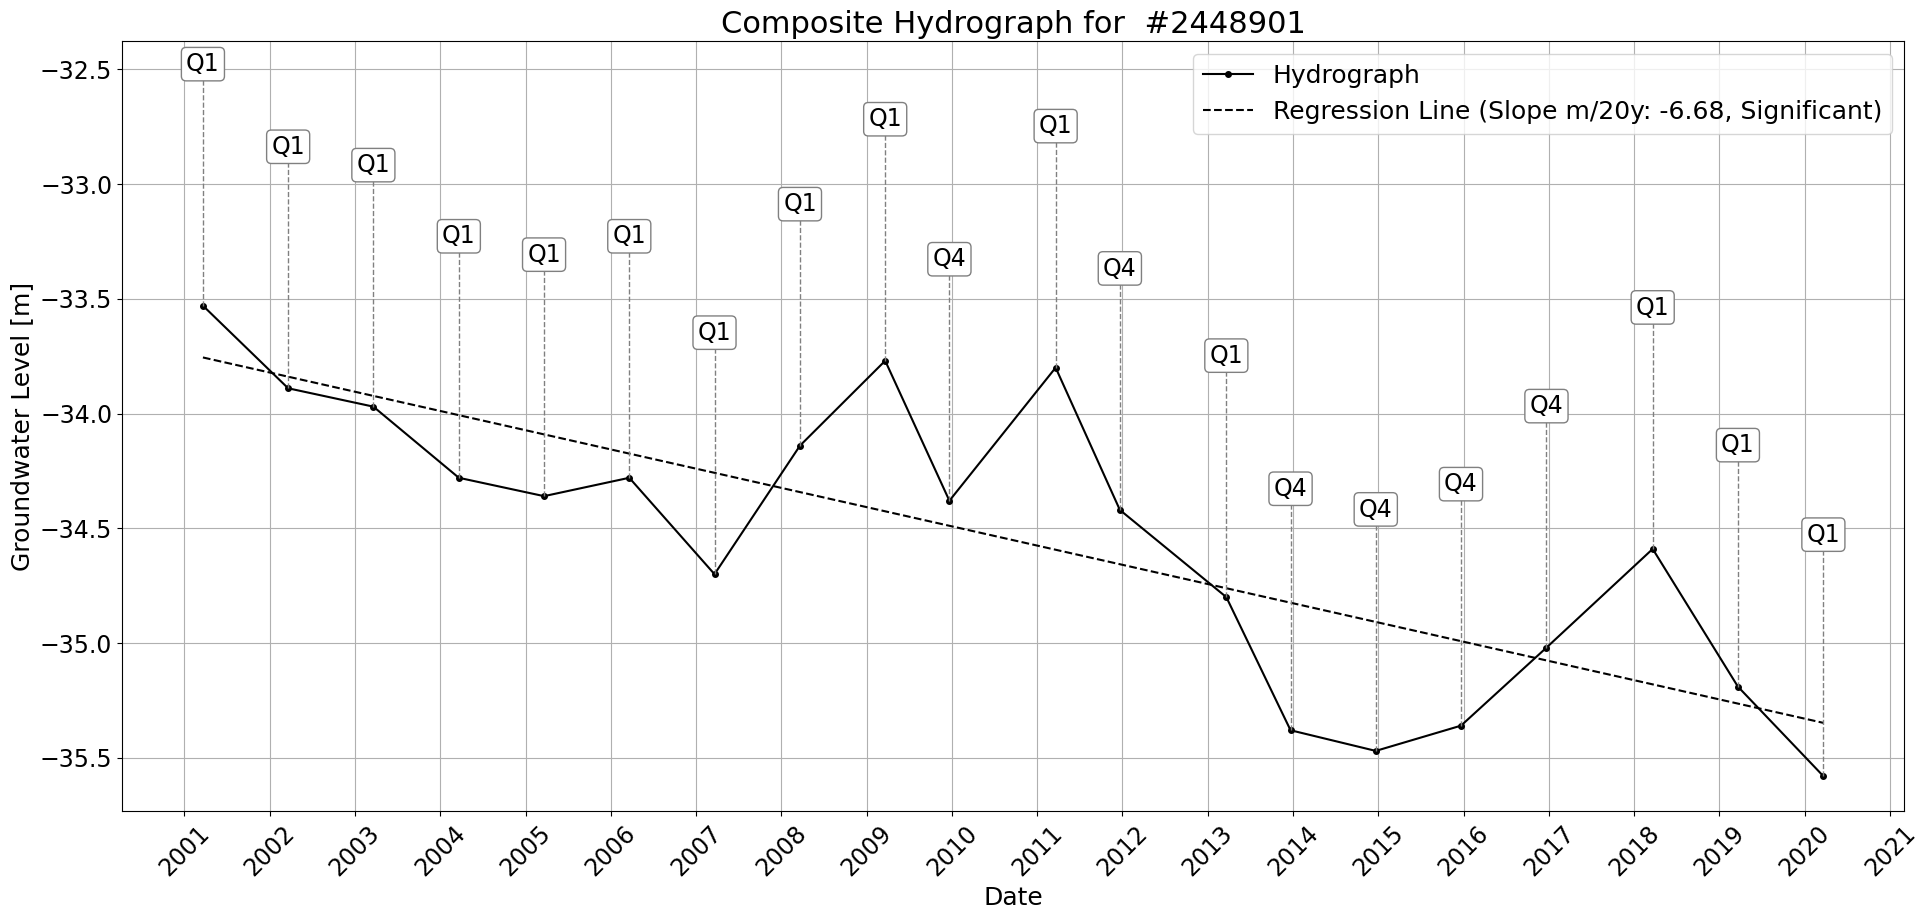 Composite Hydrograph for  #2448901
Hydrograph
Regression Line (Slope m/20y: -6.68, Significant)
Groundwater Level [m]
−32.5
−33.0
−33.5
−34.0
−34.5
−35.0
−35.5
Q1
Q1
Q1
Q1
Q1
Q1
Q1
Q1
Q1
Q4
Q1
Q4
Q1
Q4
Q4
Q4
Q4
Q1
Q1
Q1
2001
2002
2003
2004
2005
2006
2007
2008
2009
2010
2011
2012
2013
2014
2015
2016
2017
2018
2019
2020
2021
Date